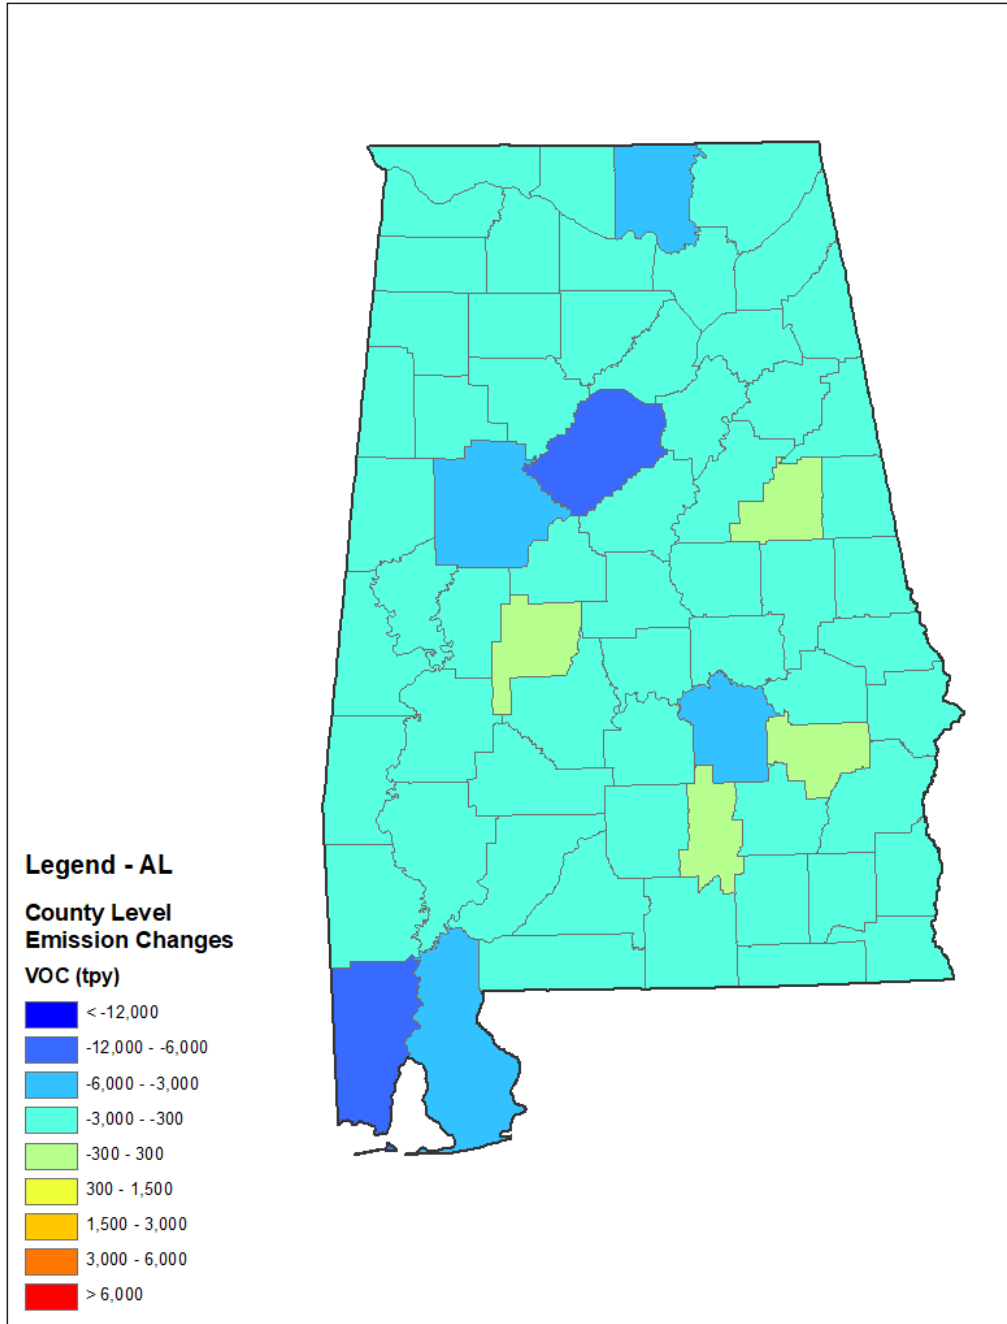 Legend - AL
County Level
Emission Changes
VOC (tpy)
< -12,000
-12,000 - -6,000
-6,000 - -3,000
-3,000 - -300
-300 - 300
300 - 1,500
1,500 - 3,000
3,000 - 6,000
> 6,000